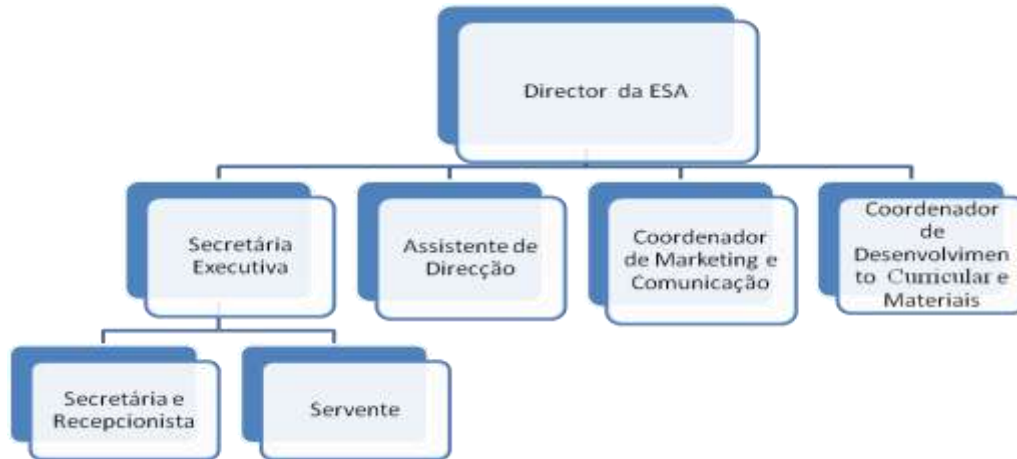 Director da ESA
Secretária
Executiva
Assistente de
Direcção
Coordenador
de Marketing e
Comunicação
Coordenador
de
Desenvolvimen
to Curricular e
Materiais
Secretária e
Recepcionista
Servente